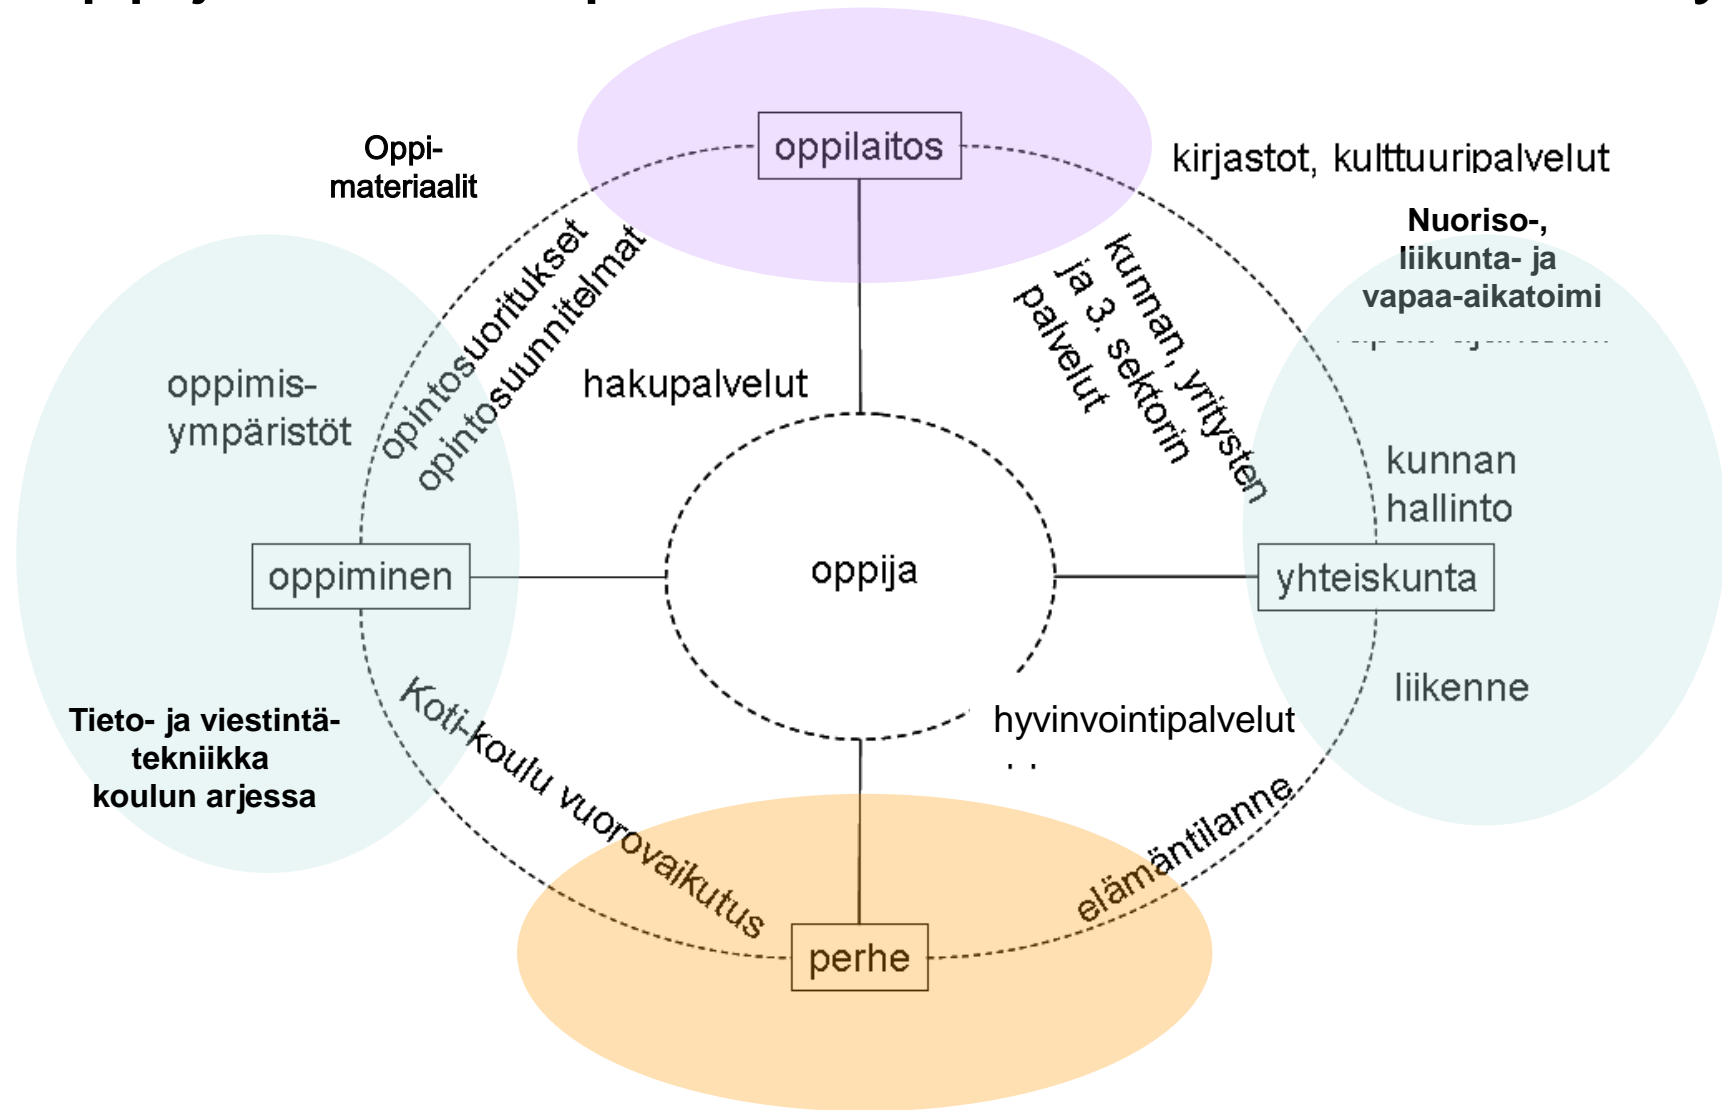 oppilaitos
Oppi-
materiaalit
kirjastot, kulttuuripalvelut
Nuoriso-,
liikunta- ja
vapaa-aikatoimi
opintosuoritukset
opintosuunnitelmat
kunnan, yritysten
ja 3. sektorin
palvelut
hakupalvelut
oppimis-
ympäristöt
kunnan
hallinto
oppiminen
oppija
yhteiskunta
liikenne
Tieto- ja viestintä-
tekniikka
koulun arjessa
Koti-koulu vuorovaikutus
hyvinvointipalvelut
elämäntilanne
perhe